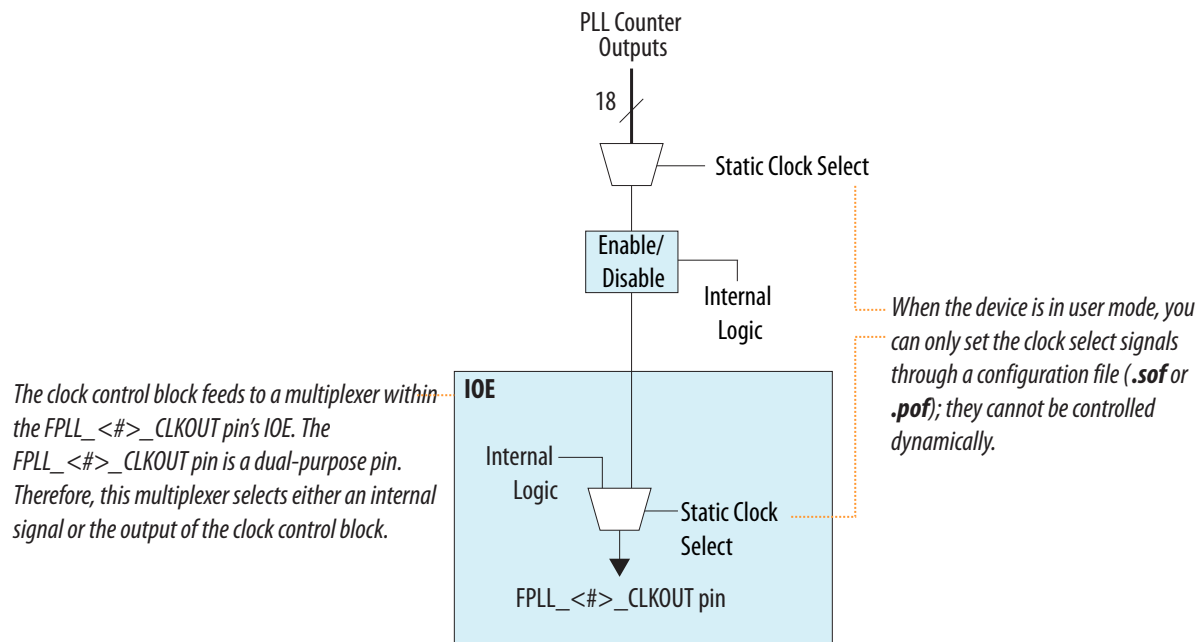 PLL Counter
Outputs
18
Static Clock Select
Enable/
Disable
Internal
Logic
When the device is in user mode, you
can only set the clock select signals
through a configuration file (.sof or
.pof); they cannot be controlled
dynamically.
The clock control block feeds to a multiplexer within
the FPLL_<#>_CLKOUT pin's IOE. The
FPLL_<#>_CLKOUT pin is a dual-purpose pin.
Therefore, this multiplexer selects either an internal
signal or the output of the clock control block.
IOE
Internal
Logic
Static Clock
Select
FPLL_<#>_CLKOUT pin